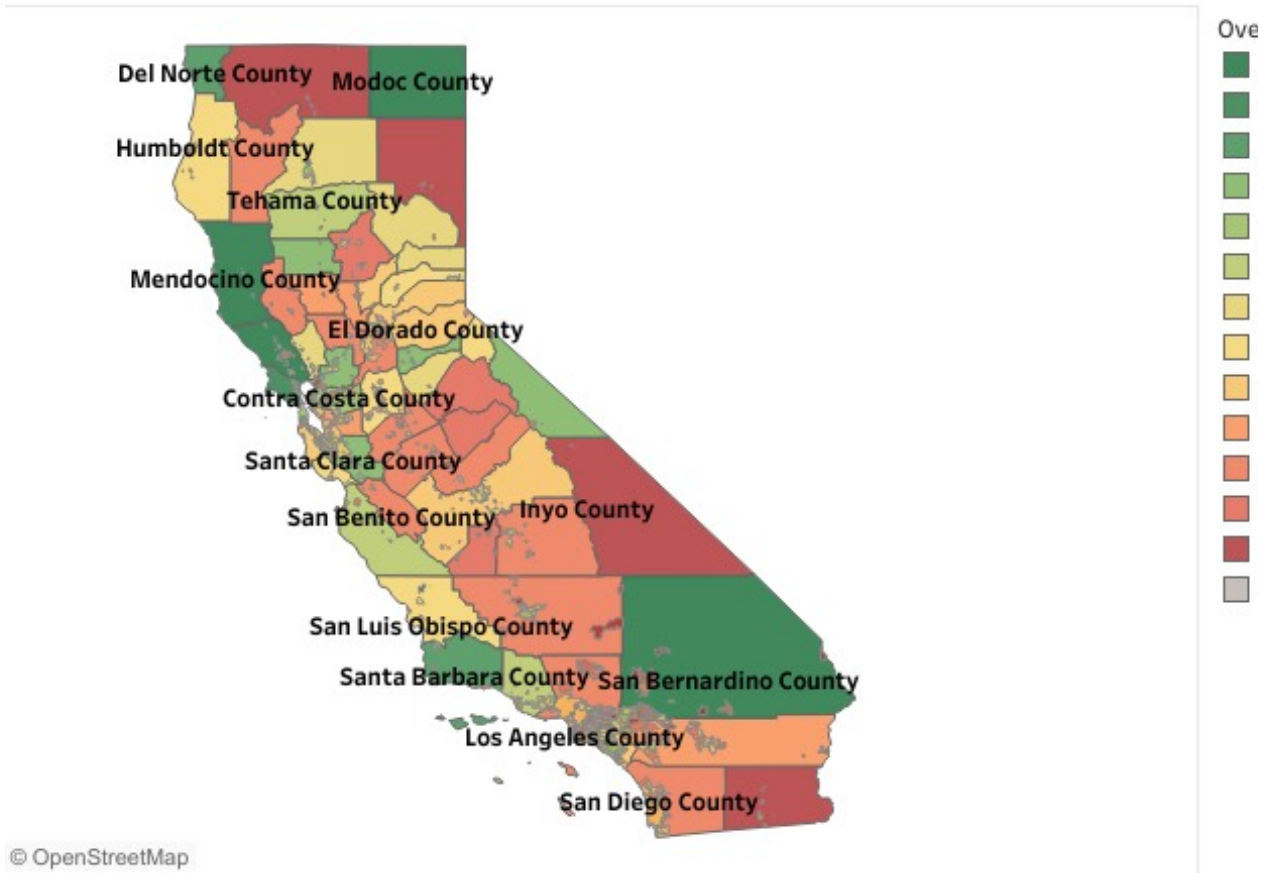 Ove
Del Norte County
Modoc County
Humboldt County
Tehama County
Mendocino County
El Dorado County
Contra Costa County
Santa Clara County
San Benito County
Inyo County
San Luis Obispo County
Santa Barbara County
San Bernardino County
Los Angeles County
San Diego County
© OpenStreetMap